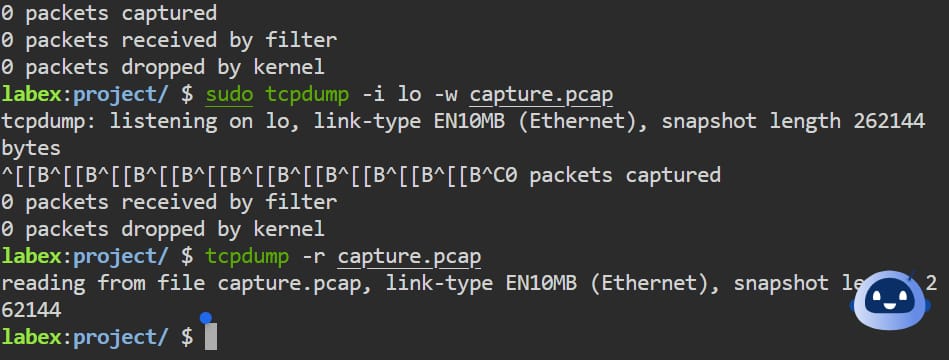 0 packets captured
0 packets received by filter
0 packets dropped by kernel
labex:project/ $ sudo tcpdump -i lo -w capture.pcap
tcpdump: listening on lo, link-type EN10MB (Ethernet), snapshot length 262144
bytes
^[[B^[[B^[[B^[[B^[[B^[[B^[[B^[[B^[[B^[[B^[[B^C0 packets captured
0 packets received by filter
0 packets dropped by kernel
labex:project/ $ tcpdump -r capture.pcap
reading from file capture.pcap, link-type EN10MB (Ethernet), snapshot 2
62144
labex:project/ $